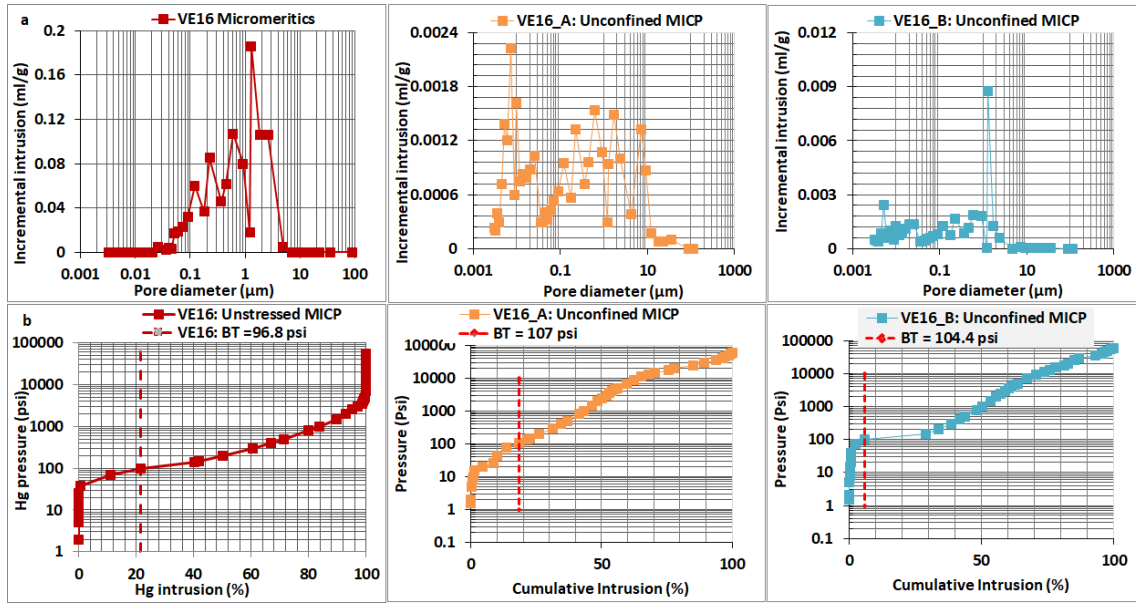 a
VE16 Micromeritics
Incremental intrusion (ml/g)
0.2
0.16
0.12
0.08
0.04
0
0.001 0.01 0.1 1 10 100
Pore diameter (µm)
VE16_A: Unconfined MICP
Incremental intrusion (ml/g)
0.0024
0.0018
0.0012
0.0006
0
0.001 0.1 10 1000
Pore diameter (µm)
VE16_B: Unconfined MICP
Incremental intrusion (ml/g)
0.012
0.009
0.006
0.003
0
0.001 0.1 10 1000
Pore diameter (µm)
b
VE16: Unstressed MICP
VE16: BT =96.8 psi
Hg pressure (psi)
100000
10000
1000
100
10
1
0 20 40 60 80 100
Hg intrusion (%)
VE16_A: Unconfined MICP
BT = 107 psi
Pressure (Psi)
100000
10000
1000
100
10
1
0.1
0 50 100
Cumulative Intrusion (%)
VE16_B: Unconfined MICP
BT = 104.4 psi
Pressure (Psi)
100000
10000
1000
100
10
1
0.1
0 50 100
Cumulative Intrusion (%)